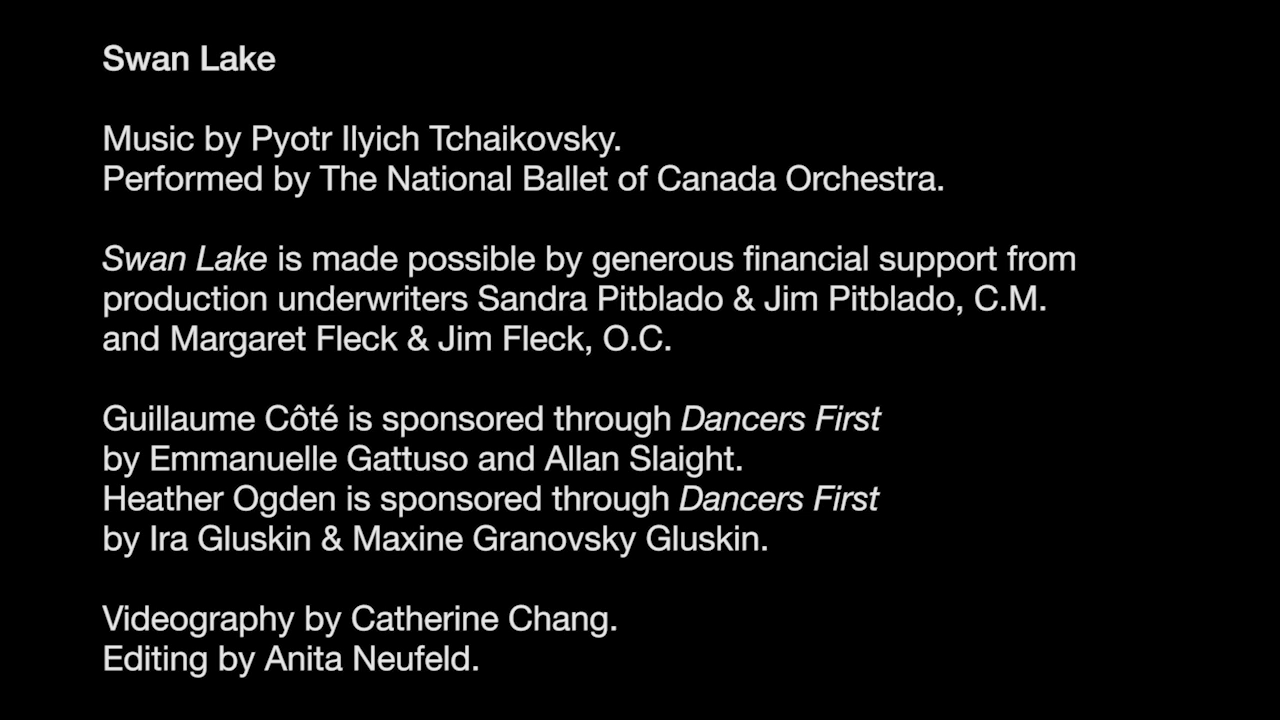 Swan Lake
Music by Pyotr Ilyich Tchaikovsky.
Performed by The National Ballet of Canada Orchestra.
Swan Lake is made possible by generous financial support from
production underwriters Sandra Pitblado & Jim Pitblado, C.M.
and Margaret Fleck & Jim Fleck, O.C.
Guillaume Côté is sponsored through Dancers First
by Emmanuelle Gattuso and Allan Slaight.
Heather Ogden is sponsored through Dancers First
by Ira Gluskin & Maxine Granovsky Gluskin.
Videography by Catherine Chang.
Editing by Anita Neufeld.